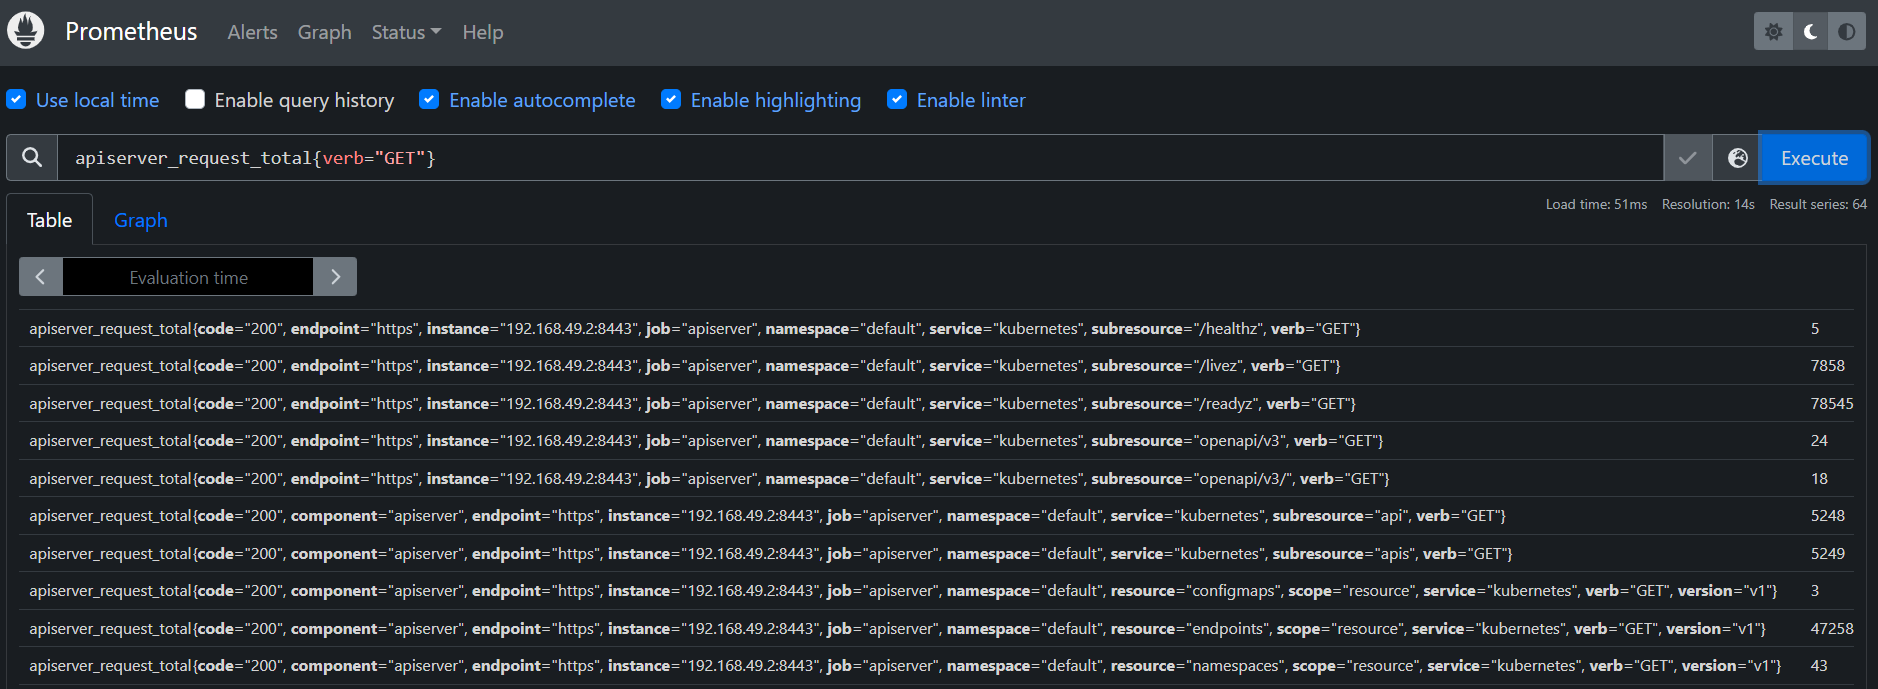 Prometheus Alerts Graph Status Help
Use local time Enable query history Enable autocomplete Enable highlighting Enable linter
apiserver_request_total{verb="GET"} Execute
Table Graph Load time: 51ms Resolution: 14s Result series: 64
Evaluation time
apiserver_request_total{code="200", endpoint="https", instance="192.168.49.2:8443", job="apiserver", namespace="default", service="kubernetes", subresource="/healthz", verb="GET"} 5
apiserver_request_total{code="200", endpoint="https", instance="192.168.49.2:8443", job="apiserver", namespace="default", service="kubernetes", subresource="/livez", verb="GET"} 7858
apiserver_request_total{code="200", endpoint="https", instance="192.168.49.2:8443", job="apiserver", namespace="default", service="kubernetes", subresource="/readyz", verb="GET"} 78545
apiserver_request_total{code="200", endpoint="https", instance="192.168.49.2:8443", job="apiserver", namespace="default", service="kubernetes", subresource="openapi/v3", verb="GET"} 24
apiserver_request_total{code="200", endpoint="https", instance="192.168.49.2:8443", job="apiserver", namespace="default", service="kubernetes", subresource="openapi/v3/", verb="GET"} 18
apiserver_request_total{code="200", component="apiserver", endpoint="https", instance="192.168.49.2:8443", job="apiserver", namespace="default", service="kubernetes", subresource="api", verb="GET"} 5248
apiserver_request_total{code="200", component="apiserver", endpoint="https", instance="192.168.49.2:8443", job="apiserver", namespace="default", service="kubernetes", subresource="apis", verb="GET"} 5249
apiserver_request_total{code="200", component="apiserver", endpoint="https", instance="192.168.49.2:8443", job="apiserver", namespace="default", resource="configmaps", scope="resource", service="kubernetes", verb="GET", version="v1"} 3
apiserver_request_total{code="200", component="apiserver", endpoint="https", instance="192.168.49.2:8443", job="apiserver", namespace="default", resource="endpoints", scope="resource", service="kubernetes", verb="GET", version="v1"} 47258
apiserver_request_total{code="200", component="apiserver", endpoint="https", instance="192.168.49.2:8443", job="apiserver", namespace="default", resource="namespaces", scope="resource", service="kubernetes", verb="GET", version="v1"} 43